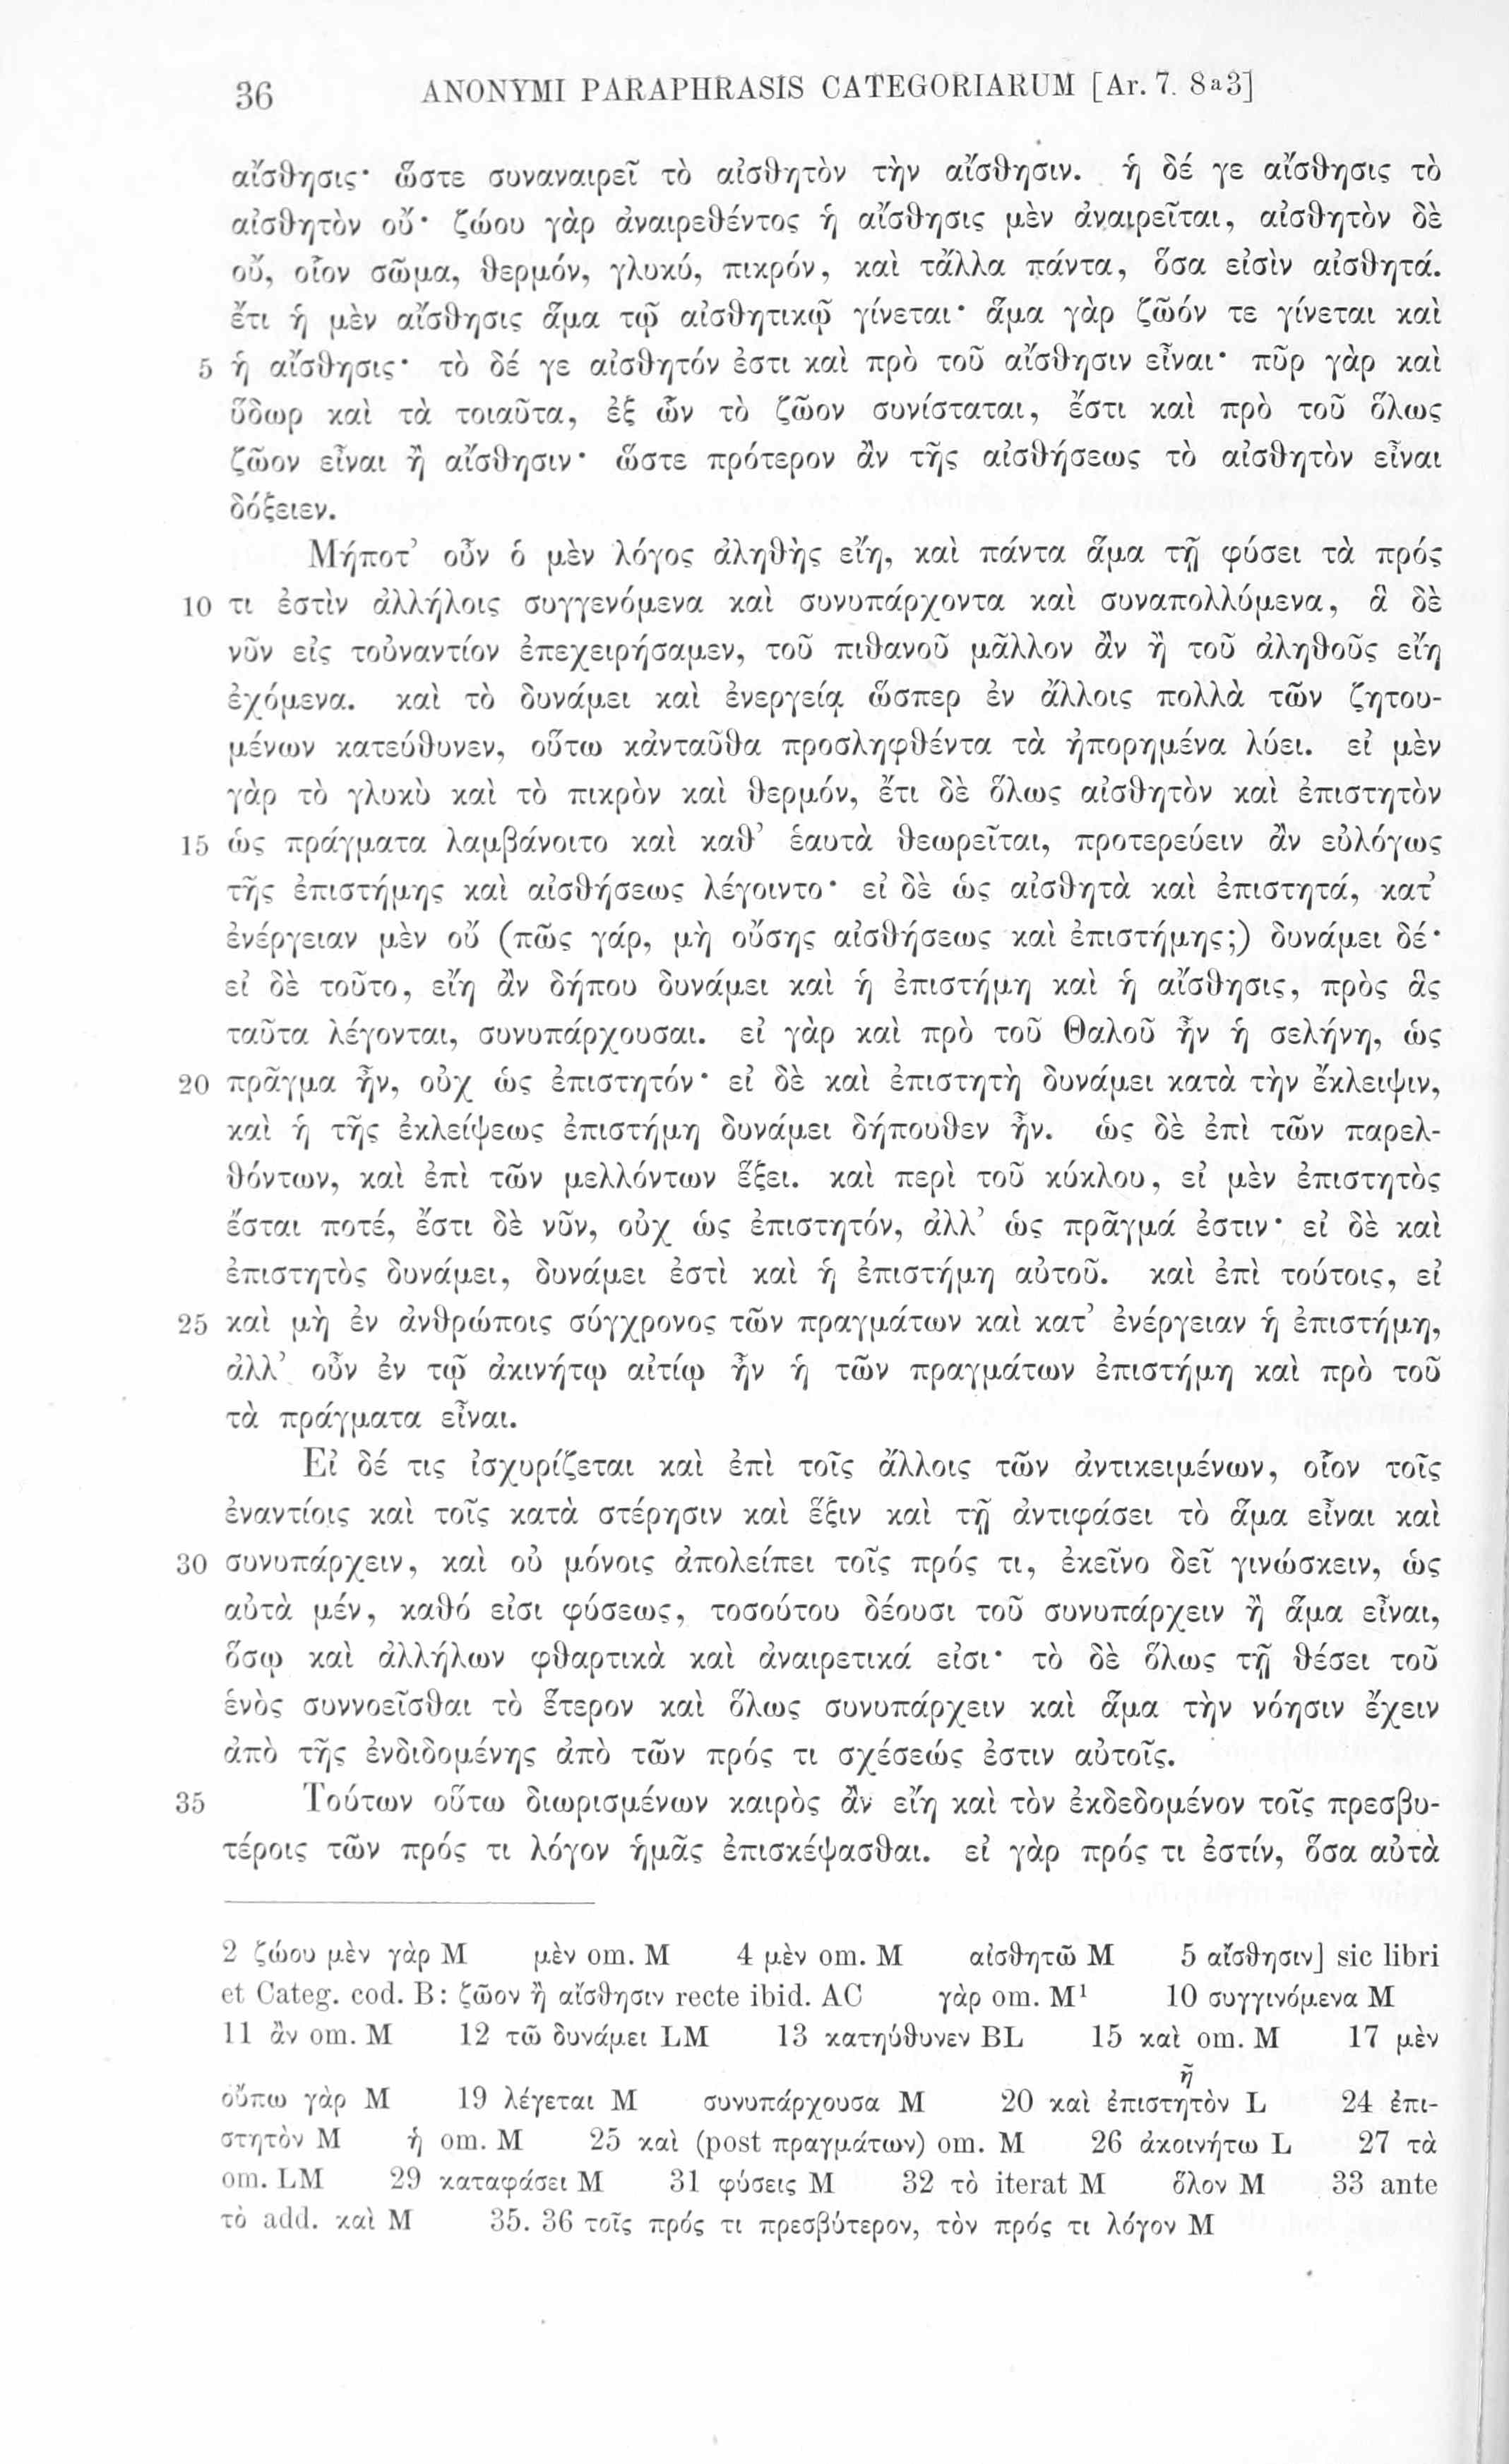 36 ANONYMI PARAPHRASIS CATEGORIARUM [Ar. 7. 8a3]
αἴσθησις· ὥστε συναναιρεῖ τὸ αἰσθητὸν τὴν αἴσθησιν. ἡ δέ γε αἴσθησις τὸ
αἰσθητὸν οὔ· ζῴου γὰρ ἀναιρεθέντος ἡ αἴσθησις μὲν ἀναιρεῖται, αἰσθητὸν δὲ
οὔ, οἷον σῶμα, θερμόν, γλυκύ, πικρόν, καὶ τἄλλα πάντα, ὅσα εἰσὶν αἰσθητά.
ἔτι ἡ μὲν αἴσθησις ἅμα τῷ αἰσθητικῷ γίνεται· ἅμα γὰρ ζῶόν τε γίνεται καὶ
5 ἡ αἴσθησις· τὸ δέ γε αἰσθητόν ἐστι καὶ πρὸ τοῦ αἴσθησιν εἶναι· πῦρ γὰρ καὶ
ὕδωρ καὶ τὰ τοιαῦτα, ἐξ ὧν τὸ ζῶον συνίσταται, ἔστι καὶ πρὸ τοῦ ὅλως
ζῶον εἶναι ἢ αἴσθησιν· ὥστε πρότερον ἂν τῆς αἰσθήσεως τὸ αἰσθητὸν εἶναι
δόξειεν.
Μήποτ’ οὖν ὁ μὲν λόγος ἀληθὴς εἴη, καὶ πάντα ἅμα τῇ φύσει τὰ πρός
10 τι ἐστὶν ἀλλήλοις συγγενόμενα καὶ συνυπάρχοντα καὶ συναπολλύμενα, ἃ δὲ
νῦν εἰς τοὐναντίον ἐπεχειρήσαμεν, τοῦ πιθανοῦ μᾶλλον ἂν ἢ τοῦ ἀληθοῦς εἴη
ἐχόμενα. καὶ τὸ δυνάμει καὶ ἐνεργείᾳ ὥσπερ ἐν ἄλλοις πολλὰ τῶν ζητου-
μένων κατεύθυνεν, οὕτω κἀνταῦθα προσληφθέντα τὰ ἠπορημένα λύει. εἰ μὲν
γὰρ τὸ γλυκὺ καὶ τὸ πικρὸν καὶ θερμόν, ἔτι δὲ ὅλως αἰσθητὸν καὶ ἐπιστητὸν
15 ὡς πράγματα λαμβάνοιτο καὶ καθ’ ἑαυτὰ θεωρεῖται, προτερεύειν ἂν εὐλόγως
τῆς ἐπιστήμης καὶ αἰσθήσεως λέγοιντο· εἰ δὲ ὡς αἰσθητὰ καὶ ἐπιστητά, κατ’
ἐνέργειαν μὲν οὔ (πῶς γάρ, μὴ οὔσης αἰσθήσεως καὶ ἐπιστήμης;) δυνάμει δέ·
εἰ δὲ τοῦτο, εἴη ἂν δήπου δυνάμει καὶ ἡ ἐπιστήμη καὶ ἡ αἴσθησις, πρὸς ἃς
ταῦτα λέγονται, συνυπάρχουσαι. εἰ γὰρ καὶ πρὸ τοῦ Θαλοῦ ἦν ἡ σελήνη, ὡς
20 πρᾶγμα ἦν, οὐχ ὡς ἐπιστητόν· εἰ δὲ καὶ ἐπιστητὴ δυνάμει κατὰ τὴν ἔκλειψιν,
καὶ ἡ τῆς ἐκλείψεως ἐπιστήμη δυνάμει δήπουθεν ἦν. ὡς δὲ ἐπὶ τῶν παρελ-
θόντων, καὶ ἐπὶ τῶν μελλόντων ἕξει. καὶ περὶ τοῦ κύκλου, εἰ μὲν ἐπιστητὸς
ἔσται ποτέ, ἔστι δὲ νῦν, οὐχ ὡς ἐπιστητόν, ἀλλ’ ὡς πρᾶγμά ἐστιν· εἰ δὲ καὶ
ἐπιστητὸς δυνάμει, δυνάμει ἐστὶ καὶ ἡ ἐπιστήμη αὐτοῦ. καὶ ἐπὶ τούτοις, εἰ
25 καὶ μὴ ἐν ἀνθρώποις σύγχρονος τῶν πραγμάτων καὶ κατ’ ἐνέργειαν ἡ ἐπιστήμη,
ἀλλ’ οὖν ἐν τῷ ἀκινήτῳ αἰτίῳ ἦν ἡ τῶν πραγμάτων ἐπιστήμη καὶ πρὸ τοῦ
τὰ πράγματα εἶναι.
Εἰ δέ τις ἰσχυρίζεται καὶ ἐπὶ τοῖς ἄλλοις τῶν ἀντικειμένων, οἷον τοῖς
ἐναντίοις καὶ τοῖς κατὰ στέρησιν καὶ ἕξιν καὶ τῇ ἀντιφάσει τὸ ἅμα εἶναι καὶ
30 συνυπάρχειν, καὶ οὐ μόνοις ἀπολείπει τοῖς πρός τι, ἐκεῖνο δεῖ γινώσκειν, ὡς
αὐτὰ μέν, καθό εἰσι φύσεως, τοσούτου δέουσι τοῦ συνυπάρχειν ἢ ἅμα εἶναι,
ὅσῳ καὶ ἀλλήλων φθαρτικὰ καὶ ἀναιρετικά εἰσι· τὸ δὲ ὅλως τῇ θέσει τοῦ
ἑνὸς συννοεῖσθαι τὸ ἕτερον καὶ ὅλως συνυπάρχειν καὶ ἅμα τὴν νόησιν ἔχειν
ἀπὸ τῆς ἐνδιδομένης ἀπὸ τῶν πρός τι σχέσεώς ἐστιν αὐτοῖς.
35 Τούτων οὕτω διωρισμένων καιρὸς ἂν εἴη καὶ τὸν ἐκδεδομένον τοῖς πρεσβυ-
τέροις τῶν πρός τι λόγον ἡμᾶς ἐπισκέψασθαι. εἰ γὰρ πρός τι ἐστίν, ὅσα αὐτὰ
2 ζώου μὲν γὰρ M μὲν om. M 4 μὲν om. M αἰσθητῶ M 5 αἴσθησιν] sic libri
et Categ. cod. B: ζῶον ἢ αἴσθησιν recte ibid. AC γὰρ om. M¹ 10 συγγινόμενα M
11 ἂν om. M 12 τῶ δυνάμει LM 13 κατηύθυνεν BL 15 καὶ om. M 17 μὲν
οὔπω γὰρ M 19 λέγεται M συνυπάρχουσα M 20 καὶ ἐπιστητὸν L 24 ἐπι-
ῆ
στητὸν M ἡ om. M 25 καὶ (post πραγμάτων) om. M 26 ἀκοινήτω L 27 τὰ
om. LM 29 καταφάσει M 31 φύσεις M 32 τὸ iterat M ὅλον M 33 ante
τὸ add. καὶ M 35. 36 τοῖς πρός τι πρεσβύτερον, τὸν πρός τι λόγον M